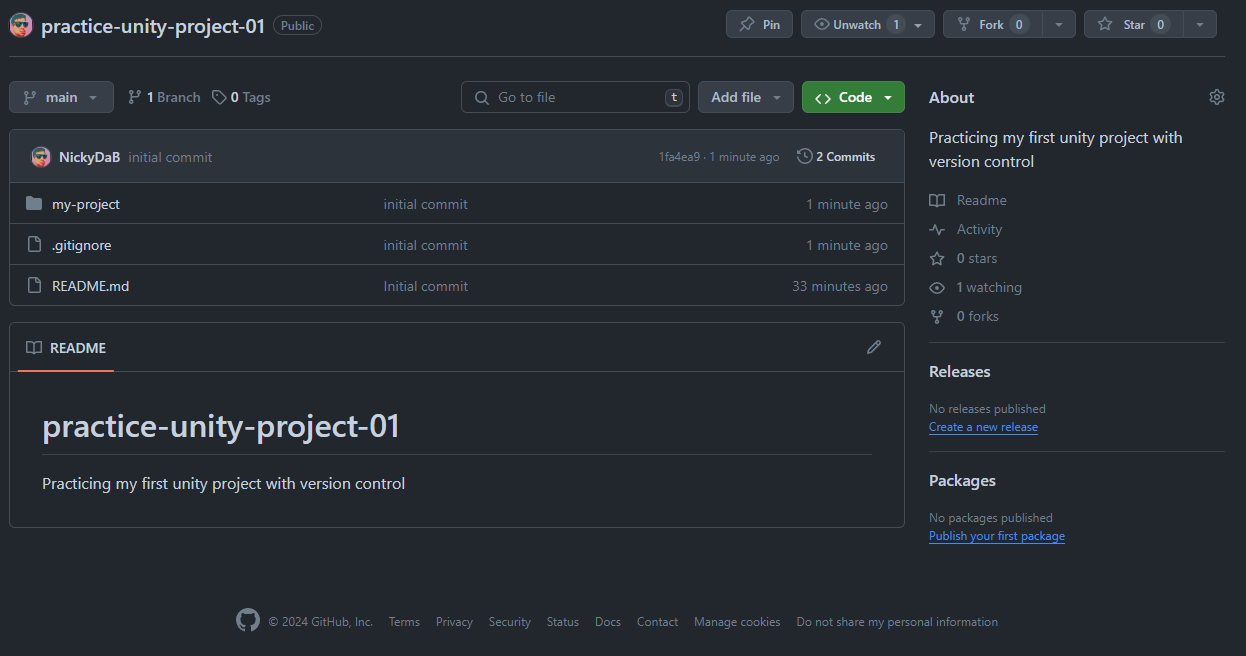 practice-unity-project-01 Public Pin Unwatch 1 Fork 0 Star 0
main 1 Branch 0 Tags Go to file t Add file Code
NickyDaB initial commit 1fa4ea9 · 1 minute ago 2 Commits
my-project initial commit 1 minute ago
.gitignore initial commit 1 minute ago
README.md Initial commit 33 minutes ago
README
practice-unity-project-01
Practicing my first unity project with version control
About
Practicing my first unity project with
version control
Readme
Activity
0 stars
1 watching
0 forks
Releases
No releases published
Create a new release
Packages
No packages published
Publish your first package
© 2024 GitHub, Inc. Terms Privacy Security Status Docs Contact Manage cookies Do not share my personal information